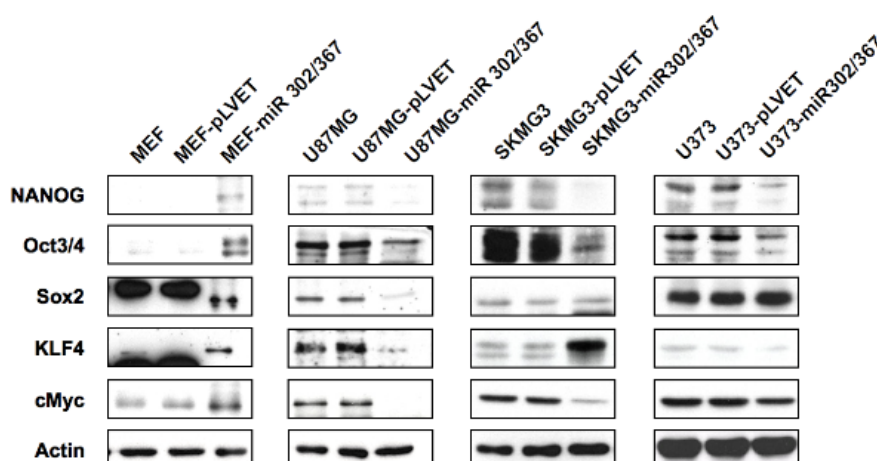 MEF
MEF-pLVET
MEF-miR 302/367
U87MG
U87MG-pLVET
U87MG-miR 302/367
SKMG3
SKMG3-pLVET
SKMG3-miR302/367
U373
U373-pLVET
U373-miR302/367
NANOG
Oct3/4
Sox2
KLF4
cMyc
Actin